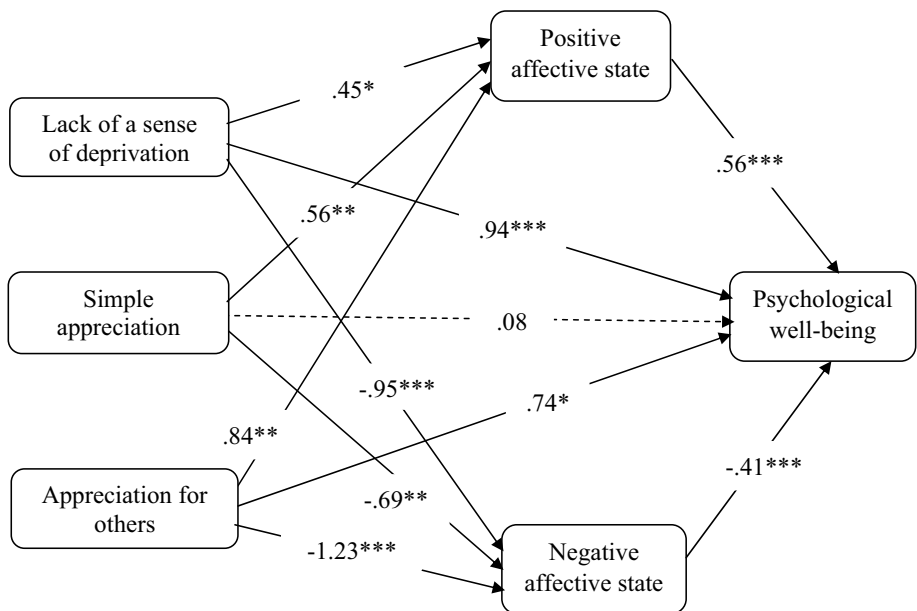 Positive
affective state
.45*
Lack of a sense
of deprivation
.56***
.56**
.94***
Simple
appreciation
.08
Psychological
well-being
-.95***
.74*
.84**
-.41***
Appreciation for
others
-.69**
-1.23***
Negative
affective state